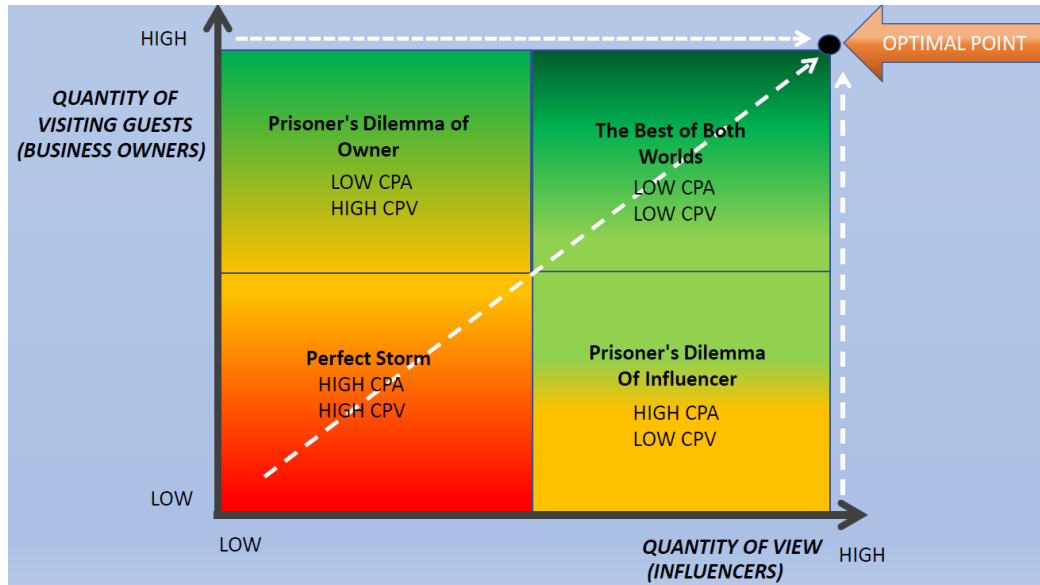 HIGH
OPTIMAL POINT
QUANTITY OF
VISITING GUESTS
(BUSINESS OWNERS)
Prisoner's Dilemma of
Owner
LOW CPA
HIGH CPV
The Best of Both
Worlds
LOW CPA
LOW CPV
Perfect Storm
HIGH CPA
HIGH CPV
Prisoner's Dilemma
Of Influencer
HIGH CPA
LOW CPV
LOW
LOW
QUANTITY OF VIEW
(INFLUENCERS)
HIGH